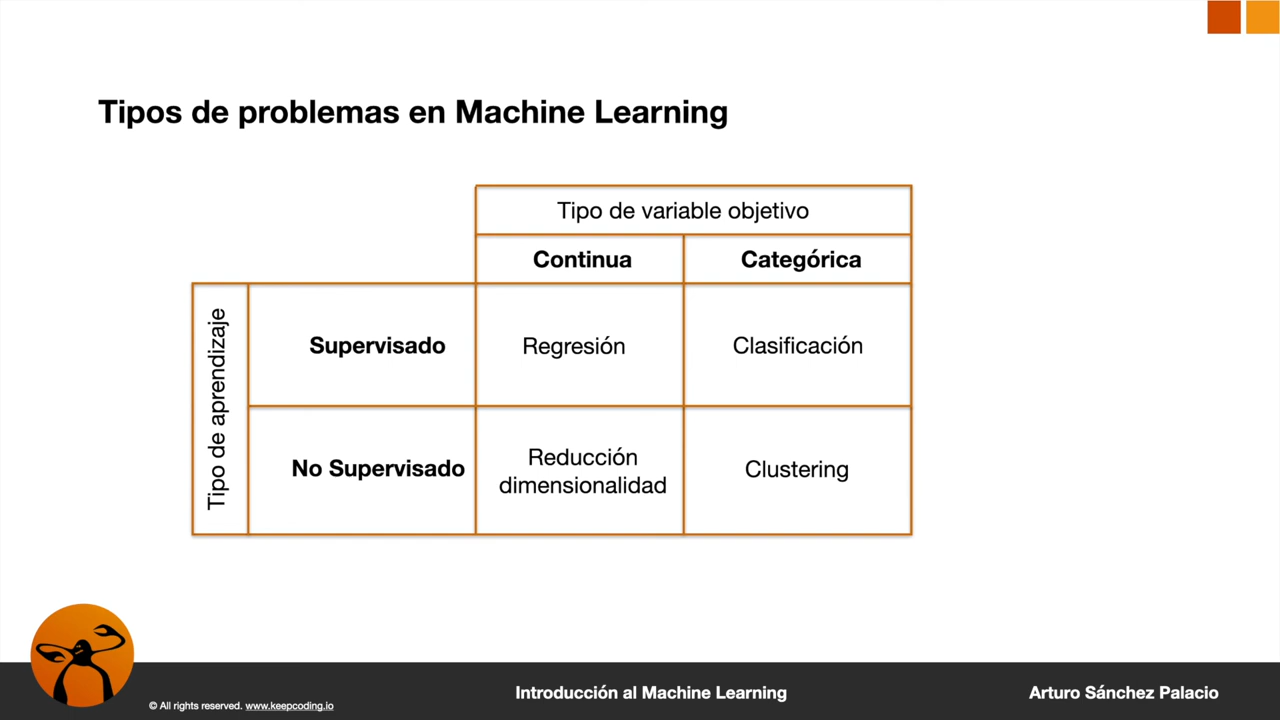 Tipos de problemas en Machine Learning
Tipo de variable objetivo
Continua
Categórica
Tipo de aprendizaje
Supervisado
Regresión
Clasificación
No Supervisado
Reducción
dimensionalidad
Clustering
© All rights reserved. www.keepcoding.io
Introducción al Machine Learning
Arturo Sánchez Palacio